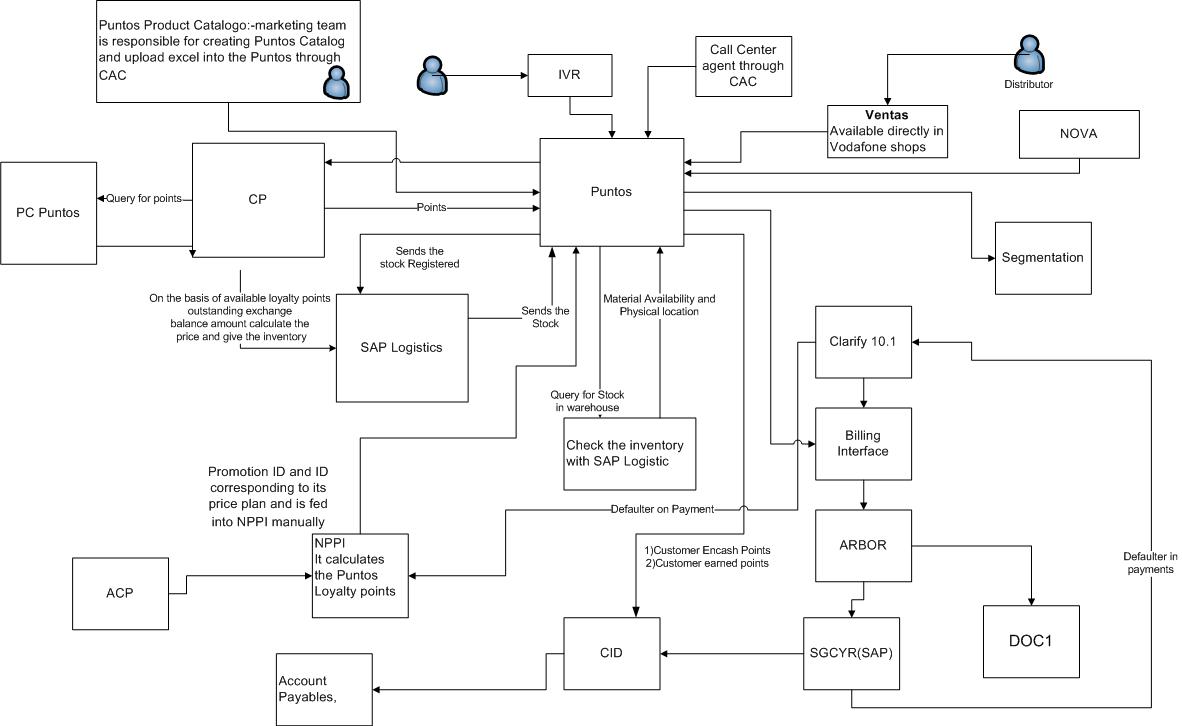 Puntos Product Catalogo:-marketing team
is responsible for creating Puntos Catalog
and upload excel into the Puntos through
CAC
IVR
Call Center
agent through
CAC
Distributor
Ventas
Available directly in
Vodafone shops
NOVA
PC Puntos
Query for points
CP
Points
Puntos
Segmentation
Sends the
stock Registered
On the basis of available loyalty points
outstanding exchange
balance amount calculate the
price and give the inventory
SAP Logistics
Sends the
Stock
Material Availability and
Physical location
Clarify 10.1
Query for Stock
in warehouse
Check the inventory
with SAP Logistic
Billing
Interface
Promotion ID and ID
corresponding to its
price plan and is fed
into NPPI manually
Defaulter on Payment
NPPI
It calculates
the Puntos
Loyalty points
1)Customer Encash Points
2)Customer earned points
ARBOR
Defaulter in
payments
ACP
DOC1
CID
SGCYR(SAP)
Account
Payables,